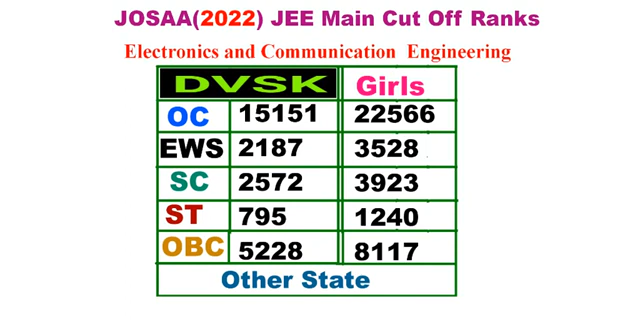 JOSAA(2022) JEE Main Cut Off Ranks
Electronics and Communication Engineering
DVSK Girls
OC 15151 22566
EWS 2187 3528
SC 2572 3923
ST 795 1240
OBC 5228 8117
Other State